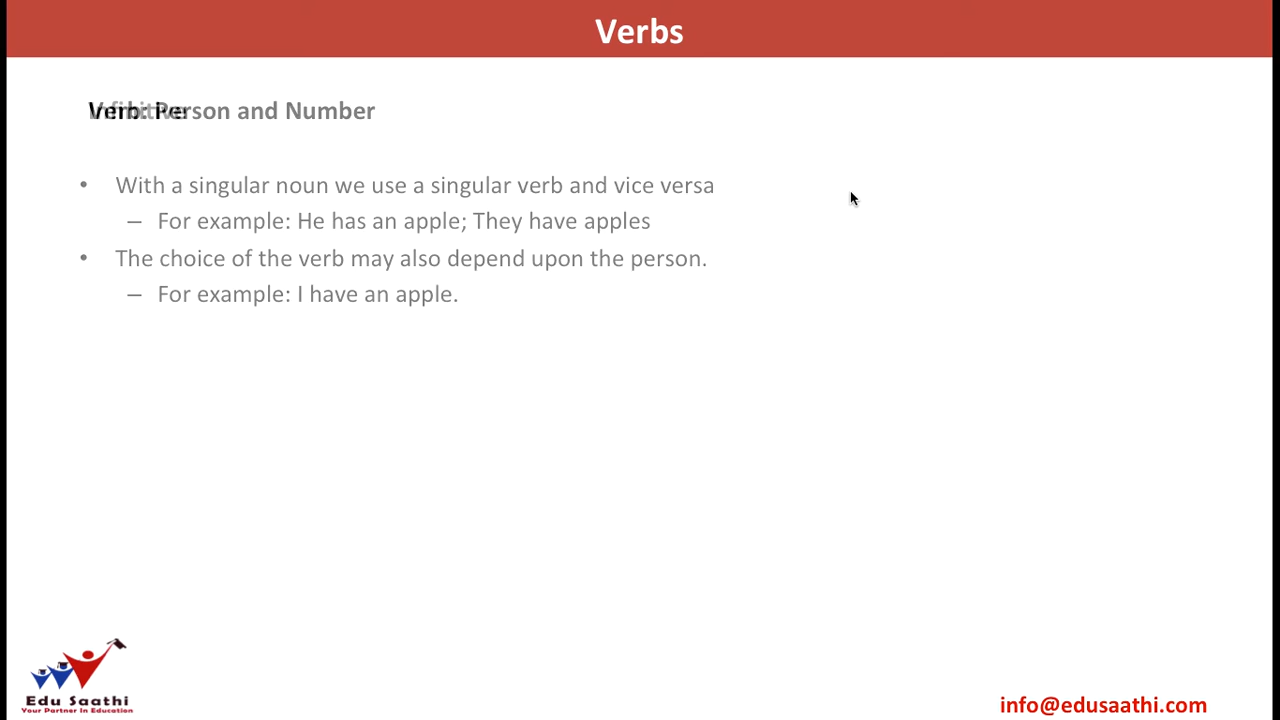 Verbs
Verb: Person and Number
• With a singular noun we use a singular verb and vice versa
– For example: He has an apple; They have apples
• The choice of the verb may also depend upon the person.
– For example: I have an apple.
Edu Saathi
Your Partner In Education
info@edusaathi.com